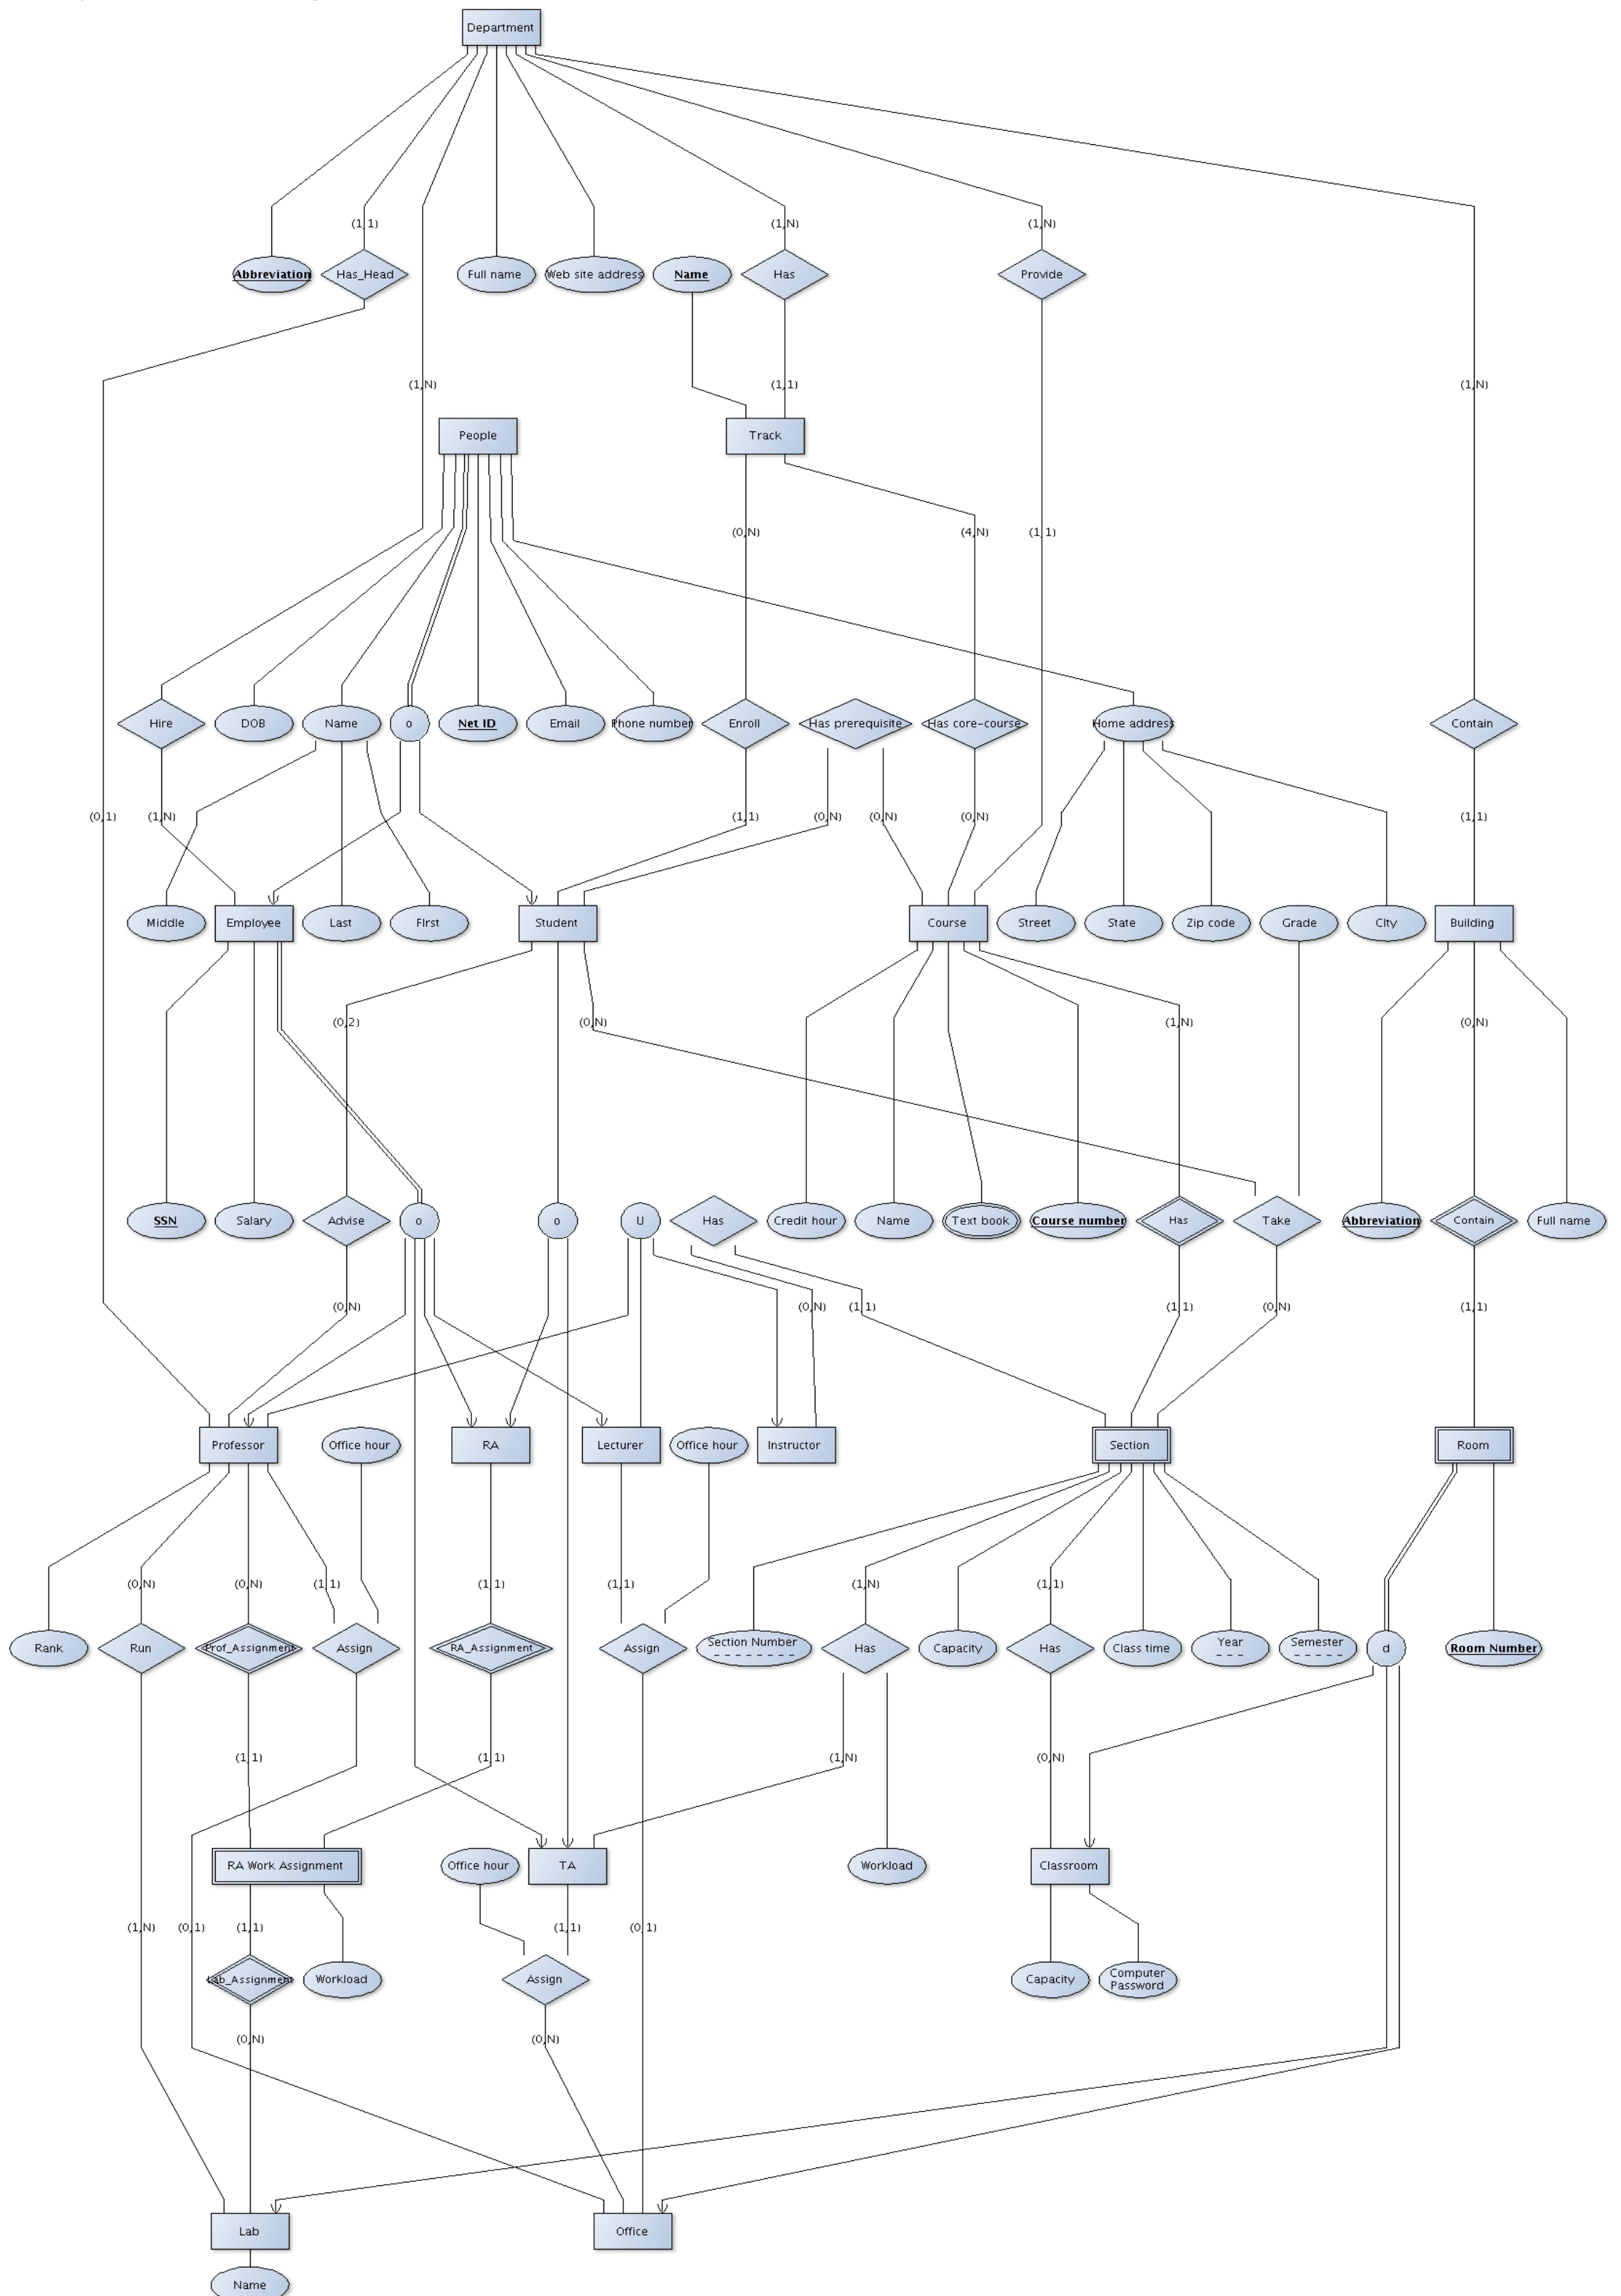 Department
(1,1)
(1,N)
(1,N)
Abbreviation
Has_Head
Full name
Web site address
Name
Has
Provide
(1,N)
(1,1)
(1,N)
People
Track
(0,N)
(4,N)
(1,1)
Hire
DOB
Name
o
Net ID
Email
Phone number
Enroll
Has prerequisite
Has core-course
Home address
Contain
(0,1)
(1,N)
(1,1)
(0,N)
(0,N)
(0,N)
(1,1)
Middle
Employee
Last
FIrst
Student
Course
Street
State
Zip code
Grade
CIty
Building
(0,2)
(0,N)
(1,N)
(0,N)
SSN
Salary
Advise
o
o
U
Has
Credit hour
Name
Text book
Course number
Has
Take
Abbreviation
Contain
Full name
(0,N)
(0,N)
(1,1)
(1,1)
(0,N)
(1,1)
Professor
Office hour
RA
Lecturer
Office hour
Instructor
Section
Room
(0,N)
(0,N)
(1,1)
(1,1)
(1,1)
(1,N)
(1,1)
Rank
Run
Prof_Assignment
Assign
RA_Assignment
Assign
Section Number
Has
Capacity
Has
Class time
Year
Semester
d
Room Number
(1,1)
(1,1)
(1,N)
(0,N)
RA Work Assignment
Office hour
TA
Workload
Classroom
(1,N)
(0,1)
(1,1)
(1,1)
(0,1)
Lab_Assignment
Workload
Assign
Capacity
Computer
Password
(0,N)
(0,N)
Lab
Office
Name